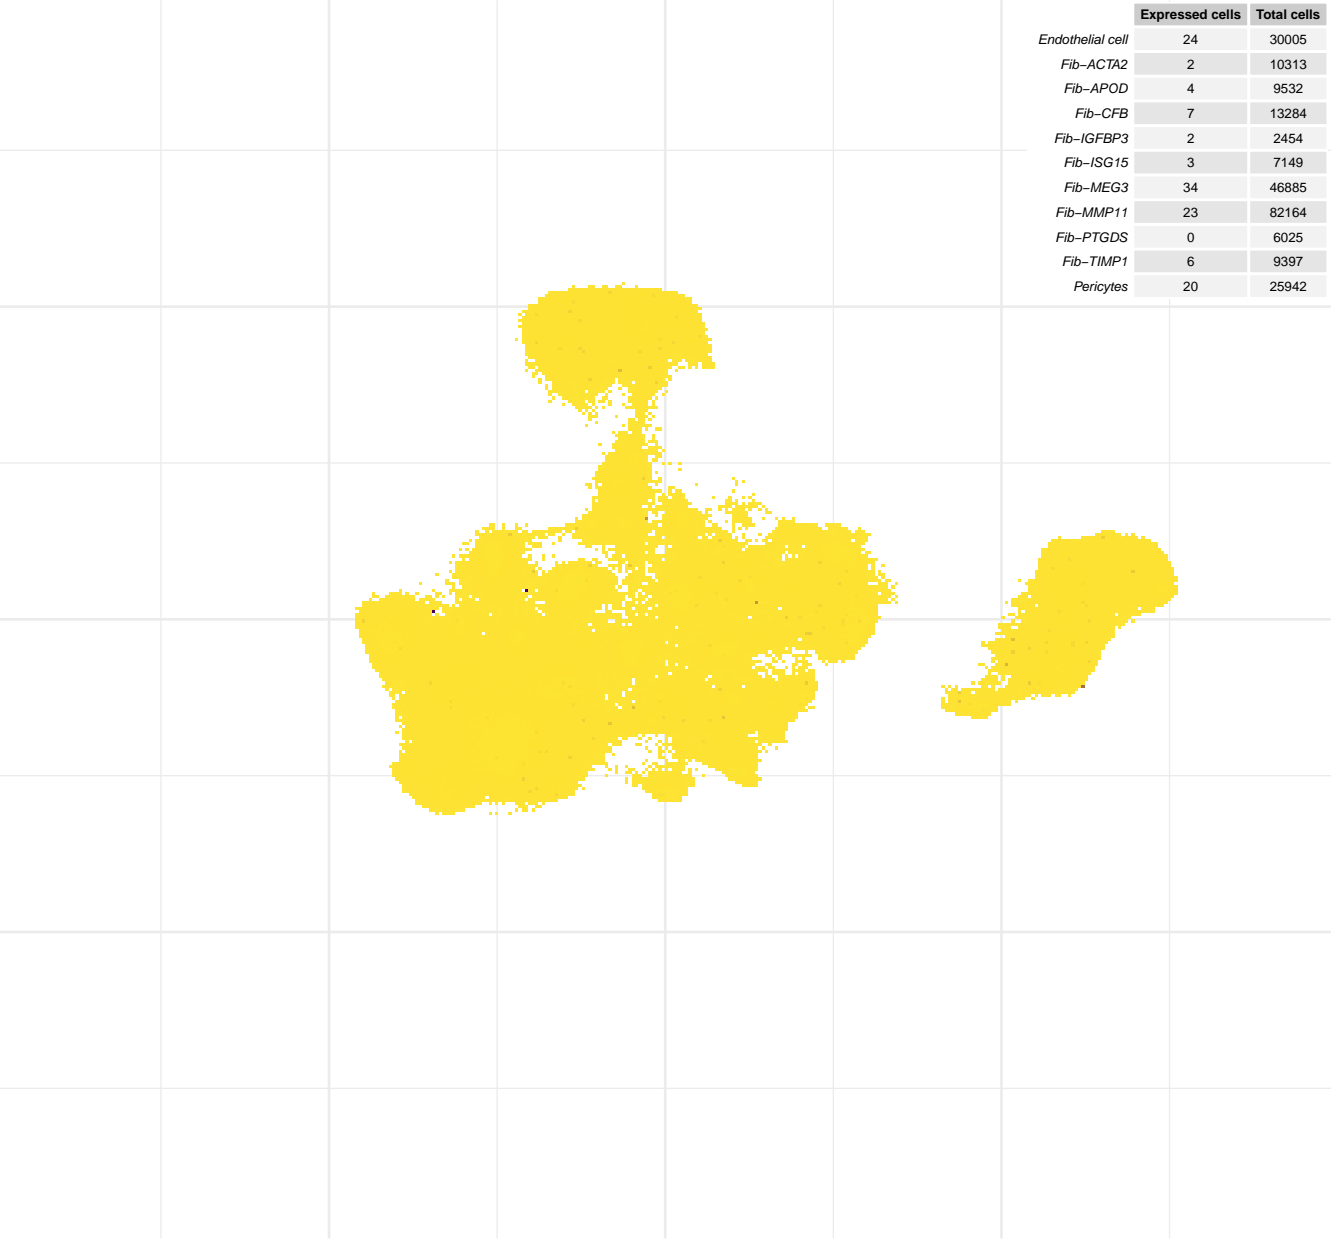 Expressed cells Total cells
Endothelial cell 24 30005
Fib−ACTA2 2 10313
Fib−APOD 4 9532
Fib−CFB 7 13284
Fib−IGFBP3 2 2454
Fib−ISG15 3 7149
Fib−MEG3 34 46885
Fib−MMP11 23 82164
Fib−PTGDS 0 6025
Fib−TIMP1 6 9397
Pericytes 20 25942